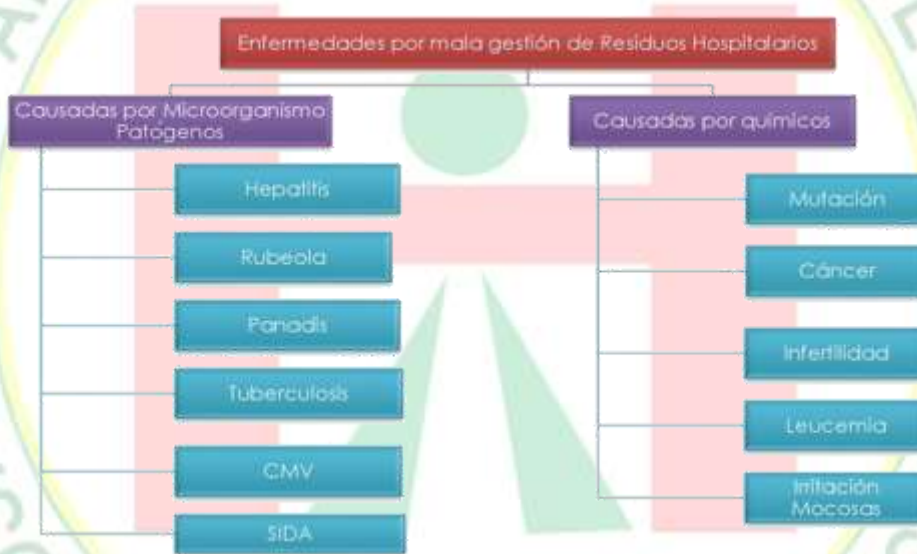 Enfermedades por mala gestión de Residuos Hospitalarios
Causadas por Microorganismo
Patógenos
Hepatitis
Rubeola
Panadis
Tuberculosis
CMV
SIDA
Causadas por químicos
Mutación
Cáncer
Infertilidad
Leucemia
Irritación
Mocosas